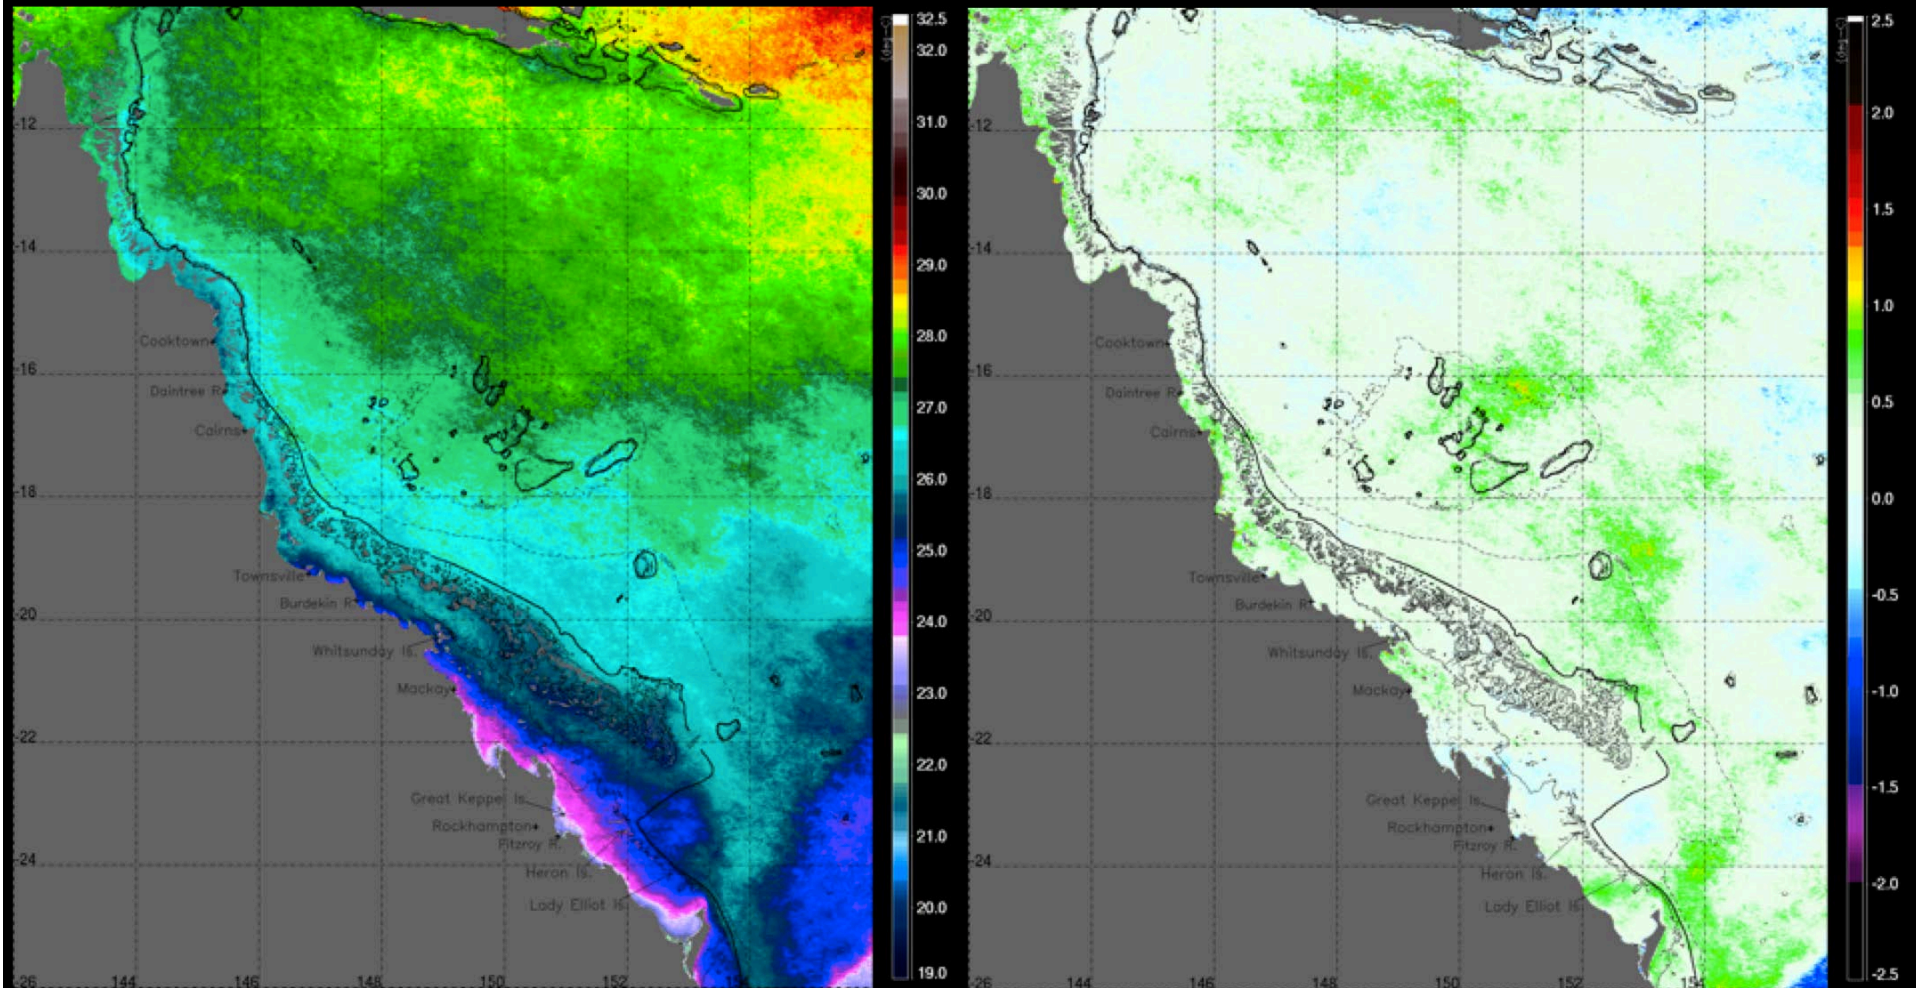 32.5
32.0
31.0
30.0
29.0
28.0
27.0
26.0
25.0
24.0
23.0
22.0
21.0
20.0
19.0
-12
-14
Cooktown
-16
Daintree R.
Cairns
-18
Townsville
Burdekin R.
-20
Whitsunday Is.
Mackay
-22
Great Keppel Is.
Rockhampton
Fitzroy R.
-24
Heron Is.
Lady Elliot Is.
-26
144
146
148
150
152
2.5
2.0
1.5
1.0
0.5
0.0
-0.5
-1.0
-1.5
-2.0
-2.5
-12
-14
Cooktown
-16
Daintree R.
Cairns
-18
Townsville
Burdekin R.
-20
Whitsunday Is.
Mackay
-22
Great Keppel Is.
Rockhampton
Fitzroy R.
-24
Heron Is.
Lady Elliot Is.
-26
144
146
148
150
152
154